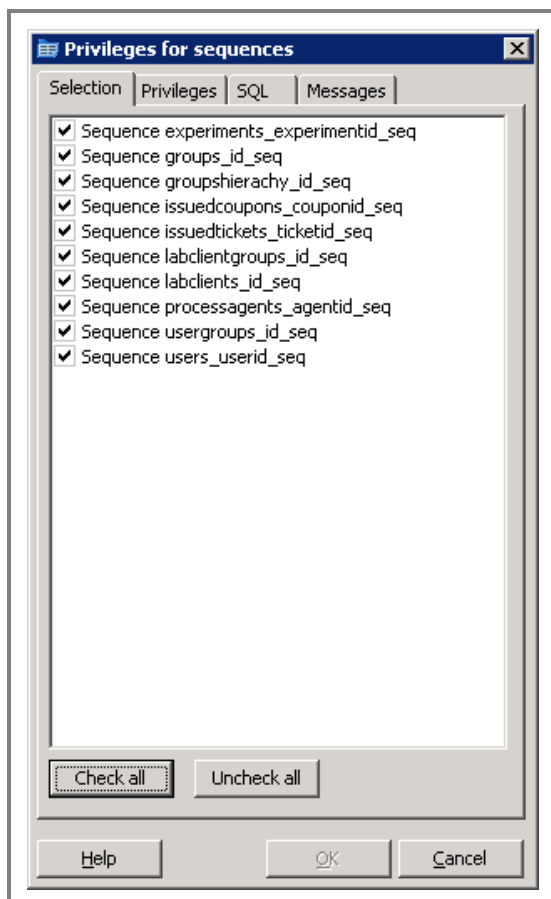 Privileges for sequences
Selection Privileges SQL Messages
Sequence experiments_experimentid_seq
Sequence groups_id_seq
Sequence groupshierachy_id_seq
Sequence issuedcoupons_couponid_seq
Sequence issuedtickets_ticketid_seq
Sequence labclientgroups_id_seq
Sequence labclients_id_seq
Sequence processagents_agentid_seq
Sequence usergroups_id_seq
Sequence users_userid_seq
Check all Uncheck all
Help OK Cancel